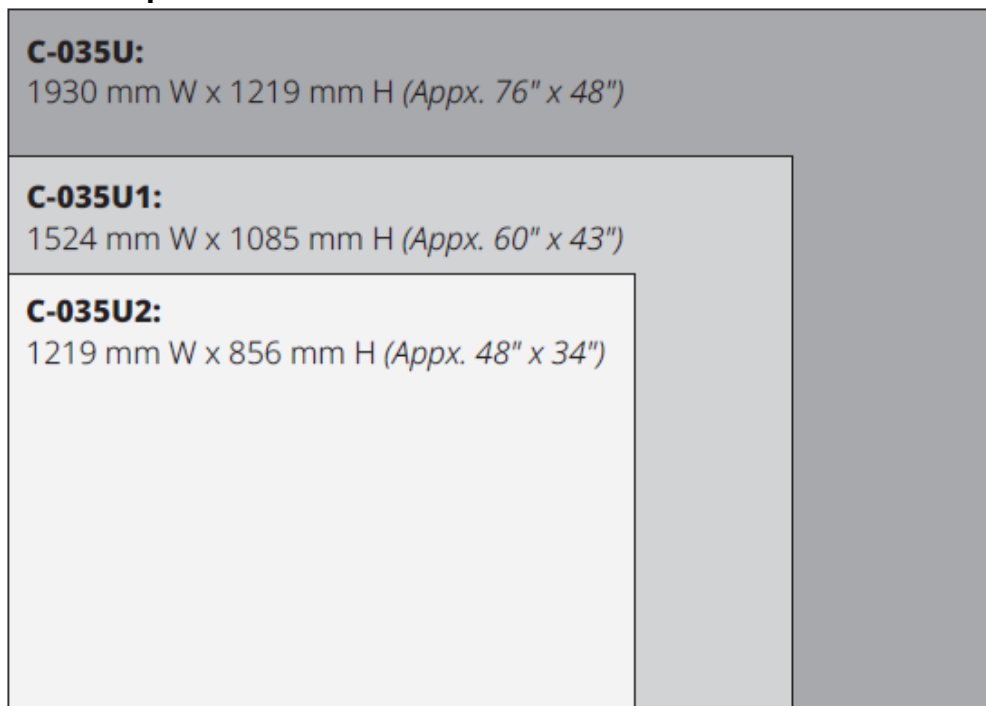 C-035U:
1930 mm W x 1219 mm H (Appx. 76" x 48")
C-035U1:
1524 mm W x 1085 mm H (Appx. 60" x 43")
C-035U2:
1219 mm W x 856 mm H (Appx. 48" x 34")